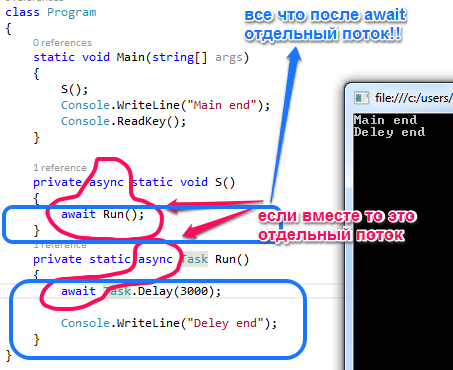 class Program
{
0 references
static void Main(string[] args)
{
S();
Console.WriteLine("Main end");
Console.ReadKey();
}
1 reference
private async static void S()
{
await Run();
}
1 reference
private static async Task Run()
{
await Task.Delay(3000);
Console.WriteLine("Deley end");
}
}
все что после await
отдельный поток!!
если вместе то это
отдельный поток
file:///c:/users/
Main end
Deley end